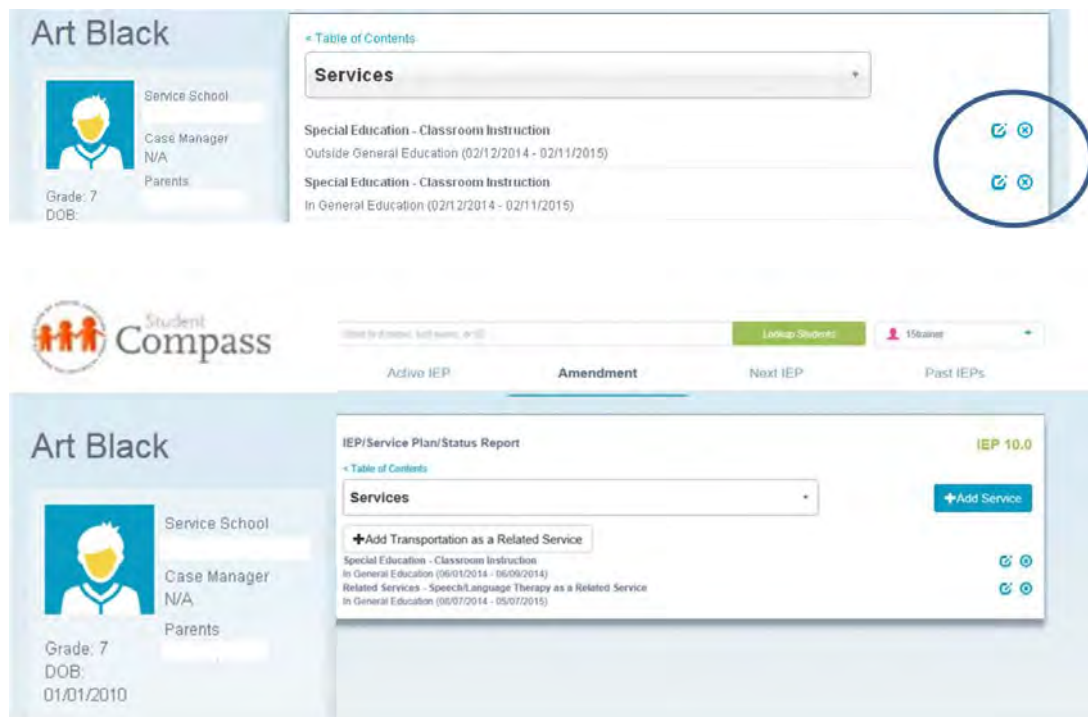 Art Black
< Table of Contents
Services
Service School
Case Manager
N/A
Parents
Grade: 7
DOB:
Special Education - Classroom Instruction
Outside General Education (02/12/2014 - 02/11/2015)
Special Education - Classroom Instruction
In General Education (02/12/2014 - 02/11/2015)
Student
Compass
Lookup Students
15trainer
Active IEP
Amendment
Next IEP
Past IEPs
Art Black
Service School
Case Manager
N/A
Parents
Grade: 7
DOB:
01/01/2010
IEP/Service Plan/Status Report
IEP 10.0
< Table of Contents
Services
+Add Service
+Add Transportation as a Related Service
Special Education - Classroom Instruction
In General Education (06/01/2014 - 06/09/2014)
Related Services - Speech/Language Therapy as a Related Service
In General Education (08/07/2014 - 05/07/2015)